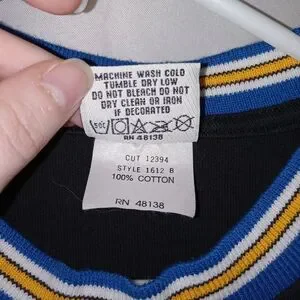 MACHINE WASH COLD
TUMBLE DRY LOW
DO NOT BLEACH DO NOT
DRY CLEAN OR IRON
IF DECORATED
RN 48138
CUT 12394
STYLE 1612 B
100% COTTON
RN 48138